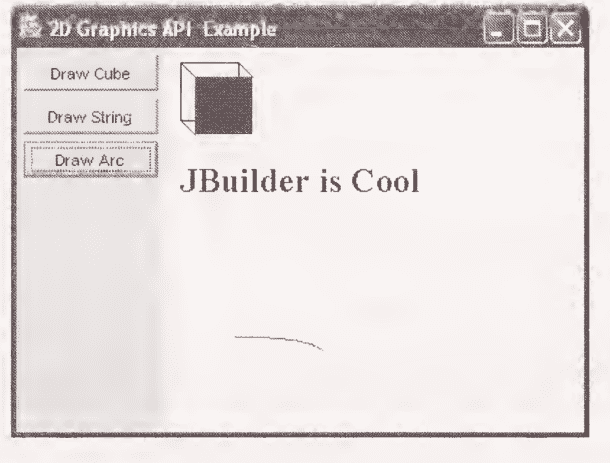 2D Graphics API Example
Draw Cube
Draw String
Draw Arc
JBuilder is Cool